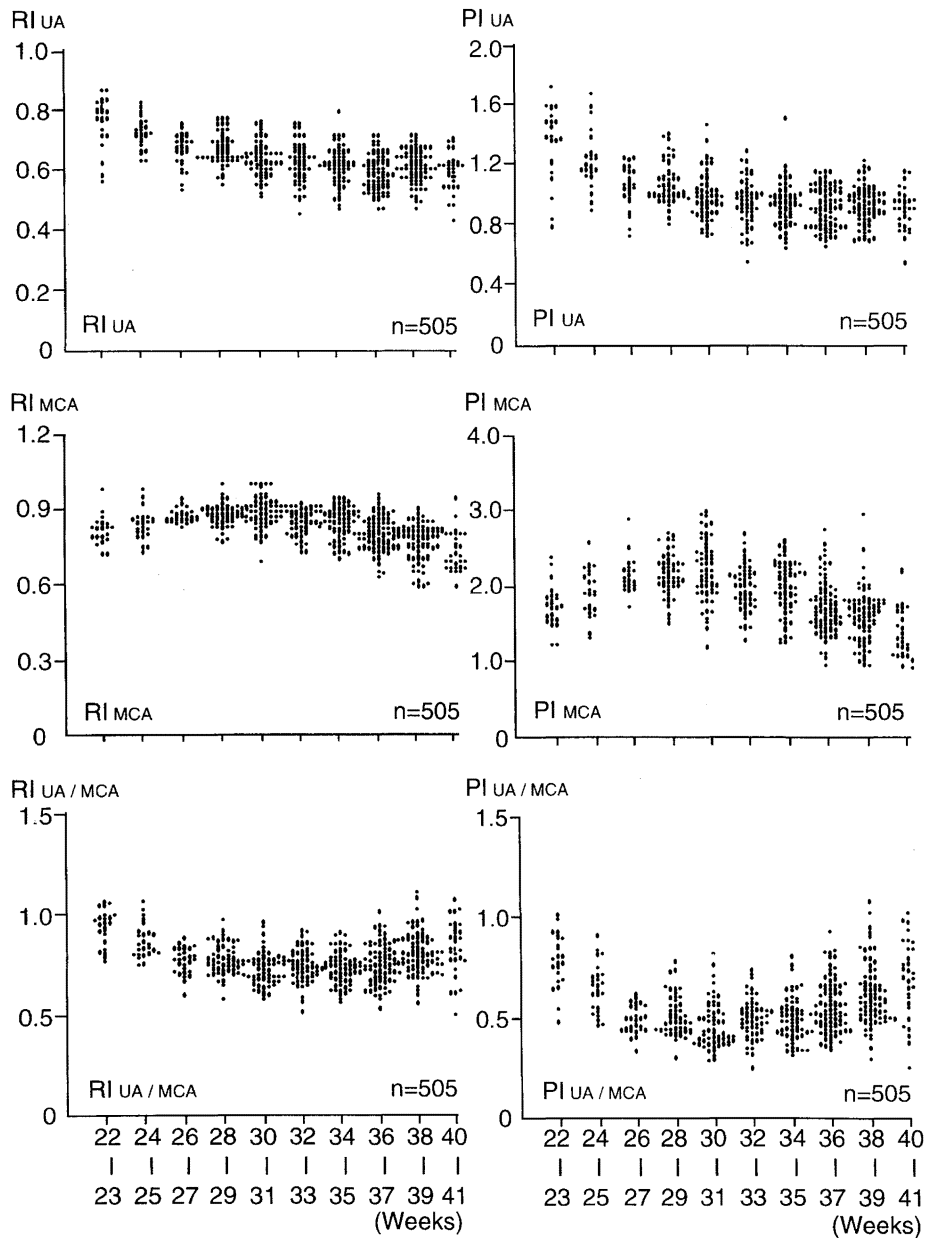 RI UA
1.0
0.8
0.6
0.4
0.2
0
RI UA
n=505
PI UA
2.0
1.6
1.2
0.8
0.4
0
PI UA
n=505
RI MCA
1.2
0.9
0.6
0.3
0
RI MCA
n=505
PI MCA
4.0
3.0
2.0
1.0
0
PI MCA
n=505
RI UA / MCA
1.5
1.0
0.5
0
RI UA / MCA
n=505
22 24 26 28 30 32 34 36 38 40
| | | | | | | | | |
23 25 27 29 31 33 35 37 39 41
(Weeks)
PI UA / MCA
1.5
1.0
0.5
0
PI UA / MCA
n=505
22 24 26 28 30 32 34 36 38 40
| | | | | | | | | |
23 25 27 29 31 33 35 37 39 41
(Weeks)